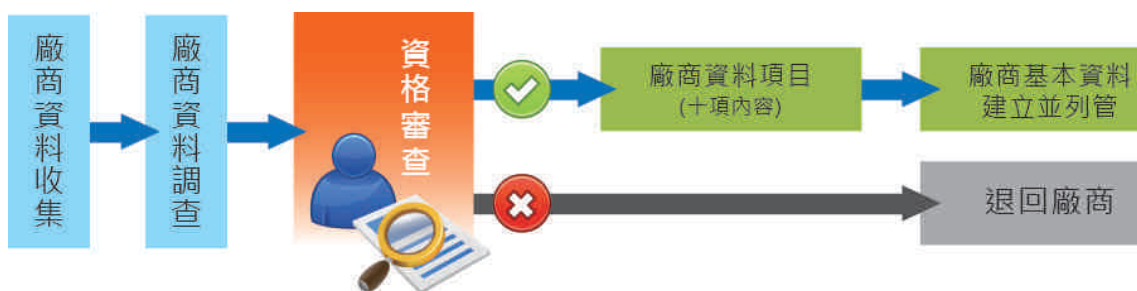 廠商資料收集
廠商資料調查
資格審查
廠商資料項目
(十項內容)
廠商基本資料
建立並列管
退回廠商